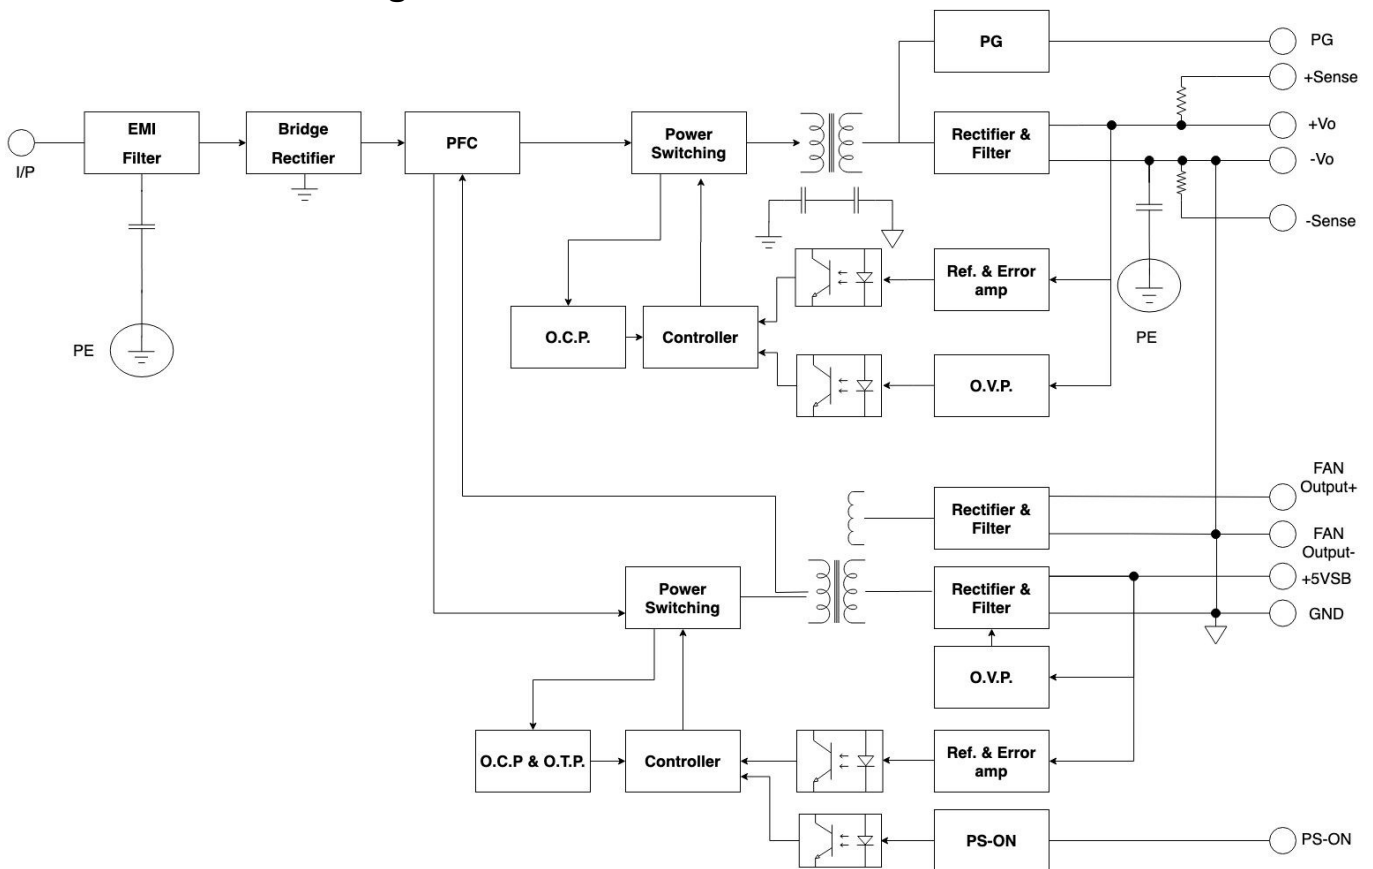 PG
PG
+Sense
EMI
Filter
Bridge
Rectifier
PFC
Power
Switching
Rectifier &
Filter
+Vo
-Vo
I/P
-Sense
Ref. & Error
amp
O.C.P.
Controller
PE
PE
O.V.P.
FAN
Output+
Rectifier &
Filter
FAN
Output-
Power
Switching
Rectifier &
Filter
+5VSB
GND
O.V.P.
O.C.P & O.T.P.
Controller
Ref. & Error
amp
PS-ON
PS-ON